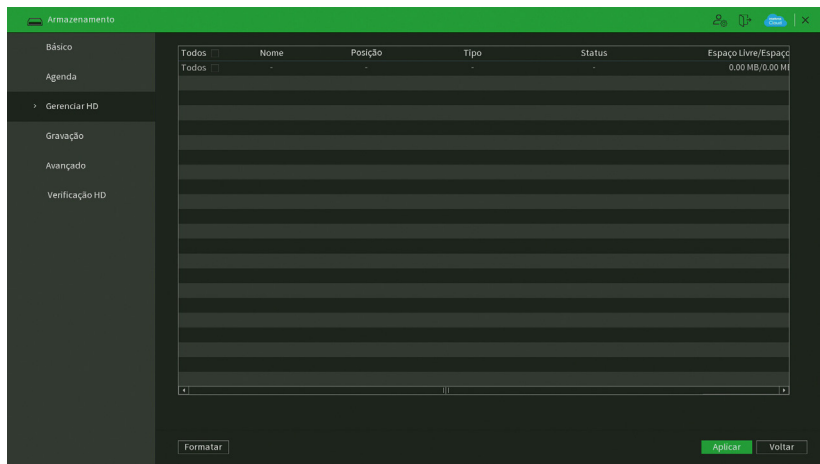 Armazenamento
Básico
Agenda
Gerenciar HD
Gravação
Avançado
Verificação HD
Todos Nome Posição Tipo Status Espaço Livre/Espaço
Todos - - - - 0.00 MB/0.00 MB
Formatar
Aplicar Voltar